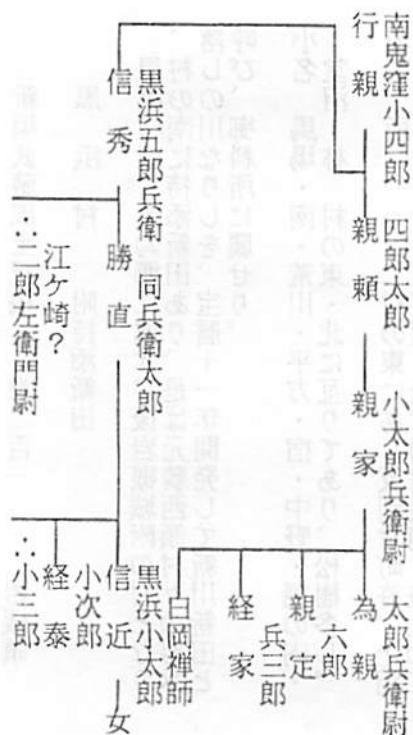 南鬼窪小四郎　四郎太郎　小太郎兵衛尉　太郎兵衛尉
行親　親頼　親家　為親
六郎
親定
兵三郎
経家
白岡禅師
黒浜五郎兵衛　同兵衛太郎　黒浜小太郎
信秀　勝直　信近　女
小次郎
江ケ崎？　経泰
∴二郎左衛門尉　∴小三郎